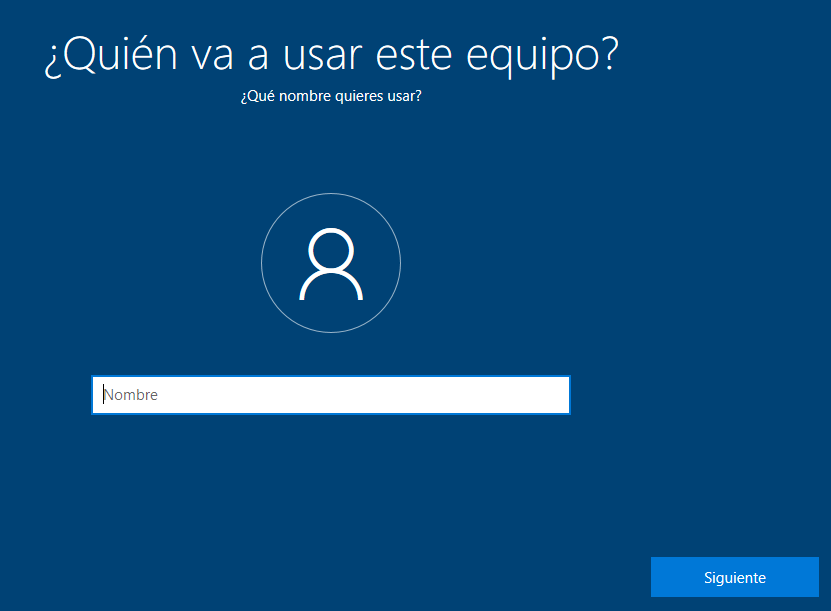 ¿Quién va a usar este equipo?
¿Qué nombre quieres usar?
Nombre
Siguiente